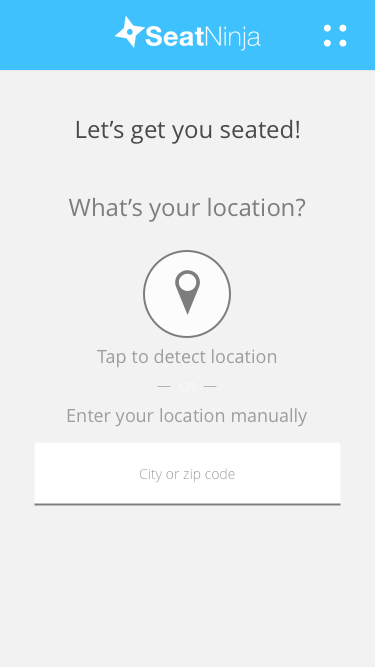 SeatNinja
Let's get you seated!
What's your location?
Tap to detect location
— OR —
Enter your location manually
City or zip code